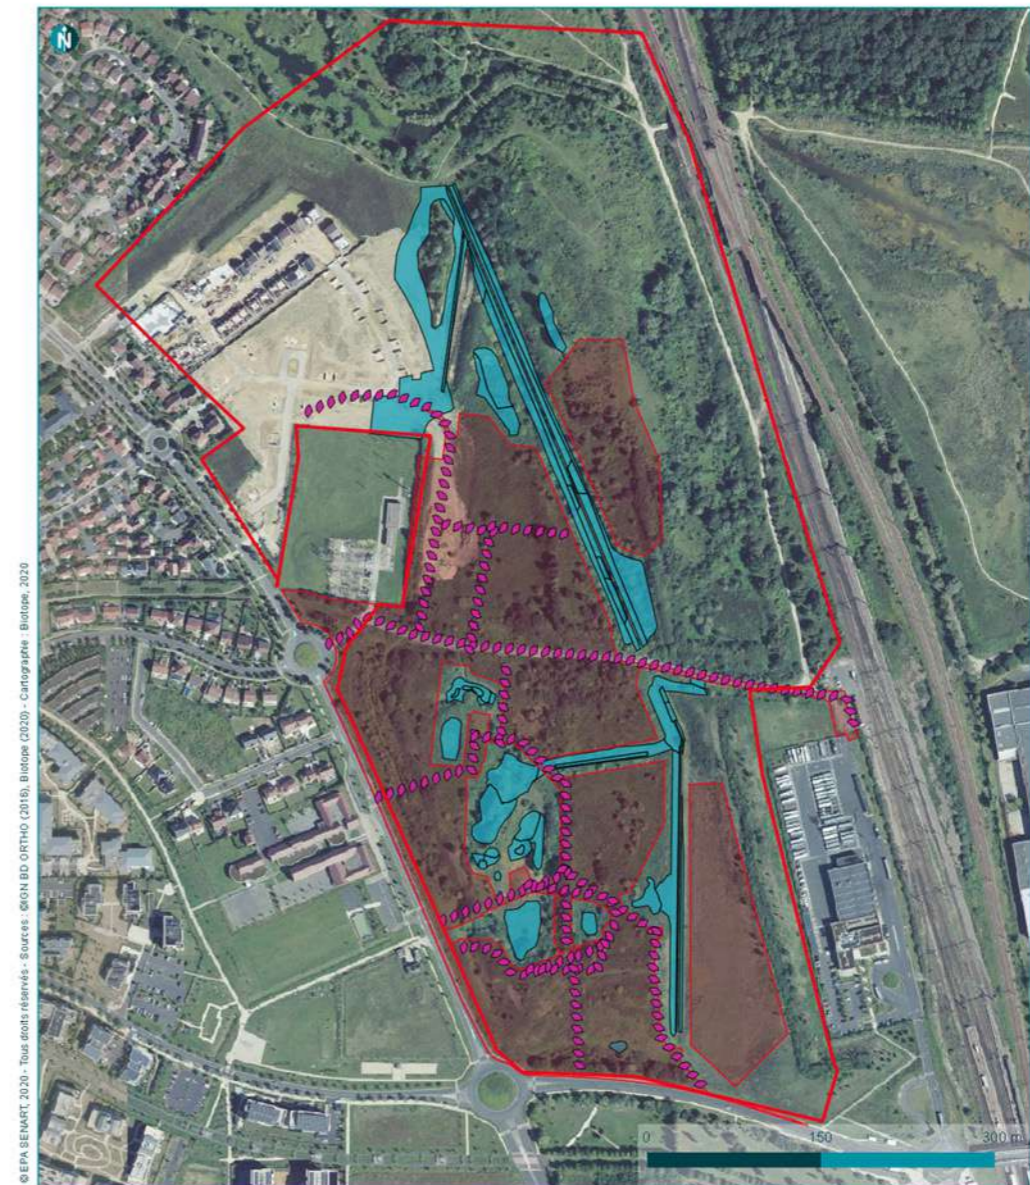 N
© EPA SENART, 2020 - Tous droits réservés - Sources : ©IGN BD ORTHO (2016), Biotope (2020) - Cartographie : Biotope, 2020
0 150 300 m